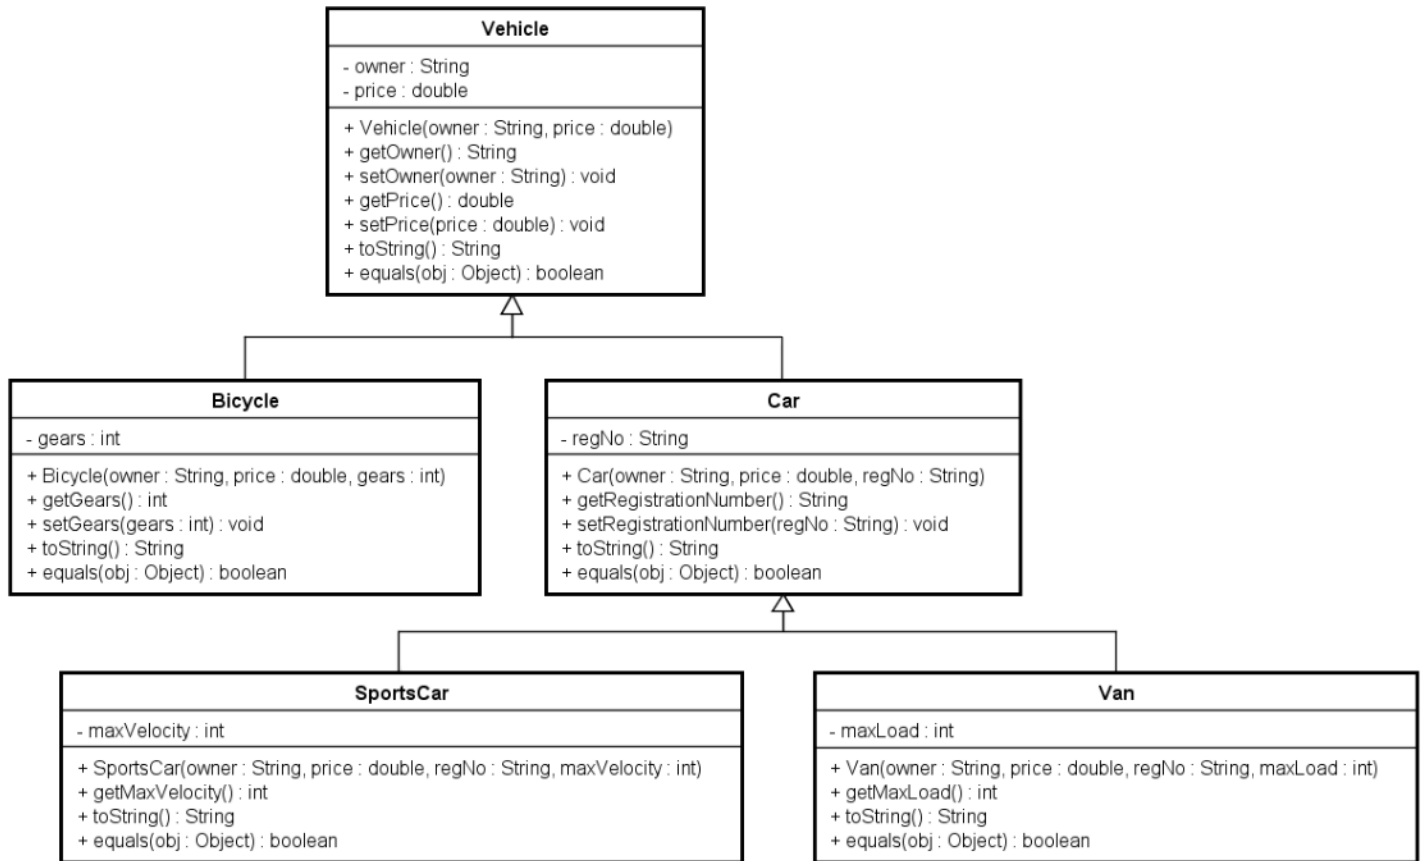 Vehicle
- owner : String
- price : double
+ Vehicle(owner : String, price : double)
+ getOwner() : String
+ setOwner(owner : String) : void
+ getPrice() : double
+ setPrice(price : double) : void
+ toString() : String
+ equals(obj : Object) : boolean
Bicycle
- gears : int
+ Bicycle(owner : String, price : double, gears : int)
+ getGears() : int
+ setGears(gears : int) : void
+ toString() : String
+ equals(obj : Object) : boolean
Car
- regNo : String
+ Car(owner : String, price : double, regNo : String)
+ getRegistrationNumber() : String
+ setRegistrationNumber(regNo : String) : void
+ toString() : String
+ equals(obj : Object) : boolean
SportsCar
- maxVelocity : int
+ SportsCar(owner : String, price : double, regNo : String, maxVelocity : int)
+ getMaxVelocity() : int
+ toString() : String
+ equals(obj : Object) : boolean
Van
- maxLoad : int
+ Van(owner : String, price : double, regNo : String, maxLoad : int)
+ getMaxLoad() : int
+ toString() : String
+ equals(obj : Object) : boolean